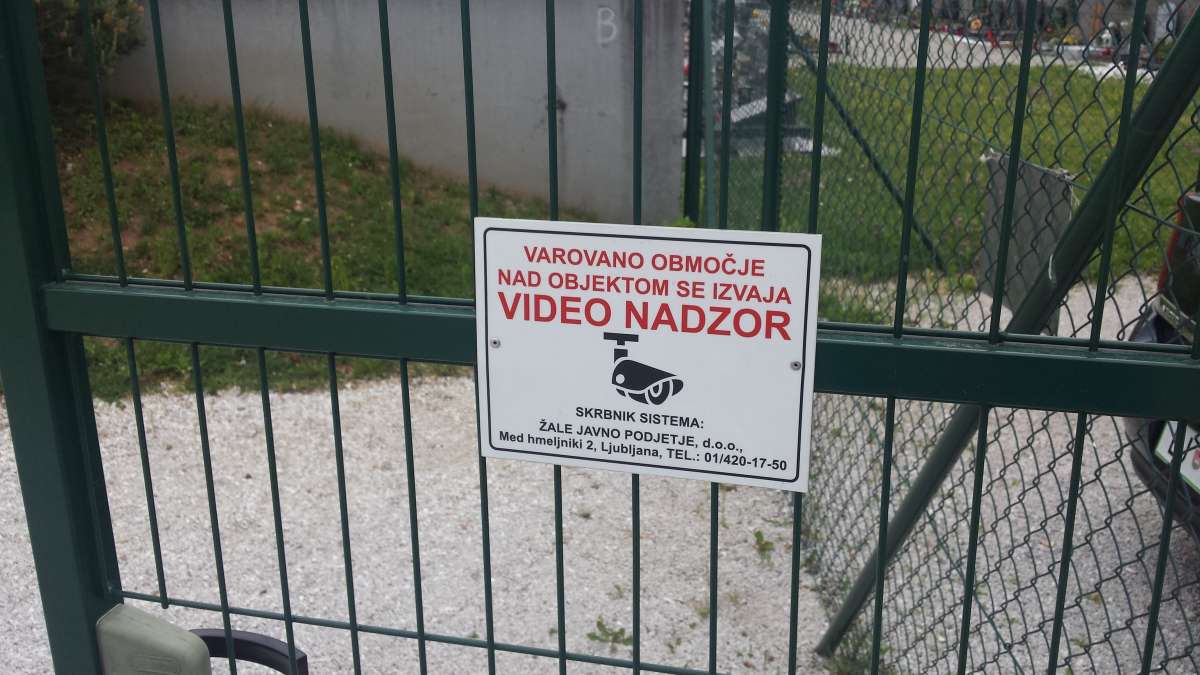 B
VAROVANO OBMOČJE
NAD OBJEKTOM SE IZVAJA
VIDEO NADZOR
SKRBNIK SISTEMA:
ŽALE JAVNO PODJETJE, d.o.o.,
Med hmeljniki 2, Ljubljana, TEL.: 01/420-17-50